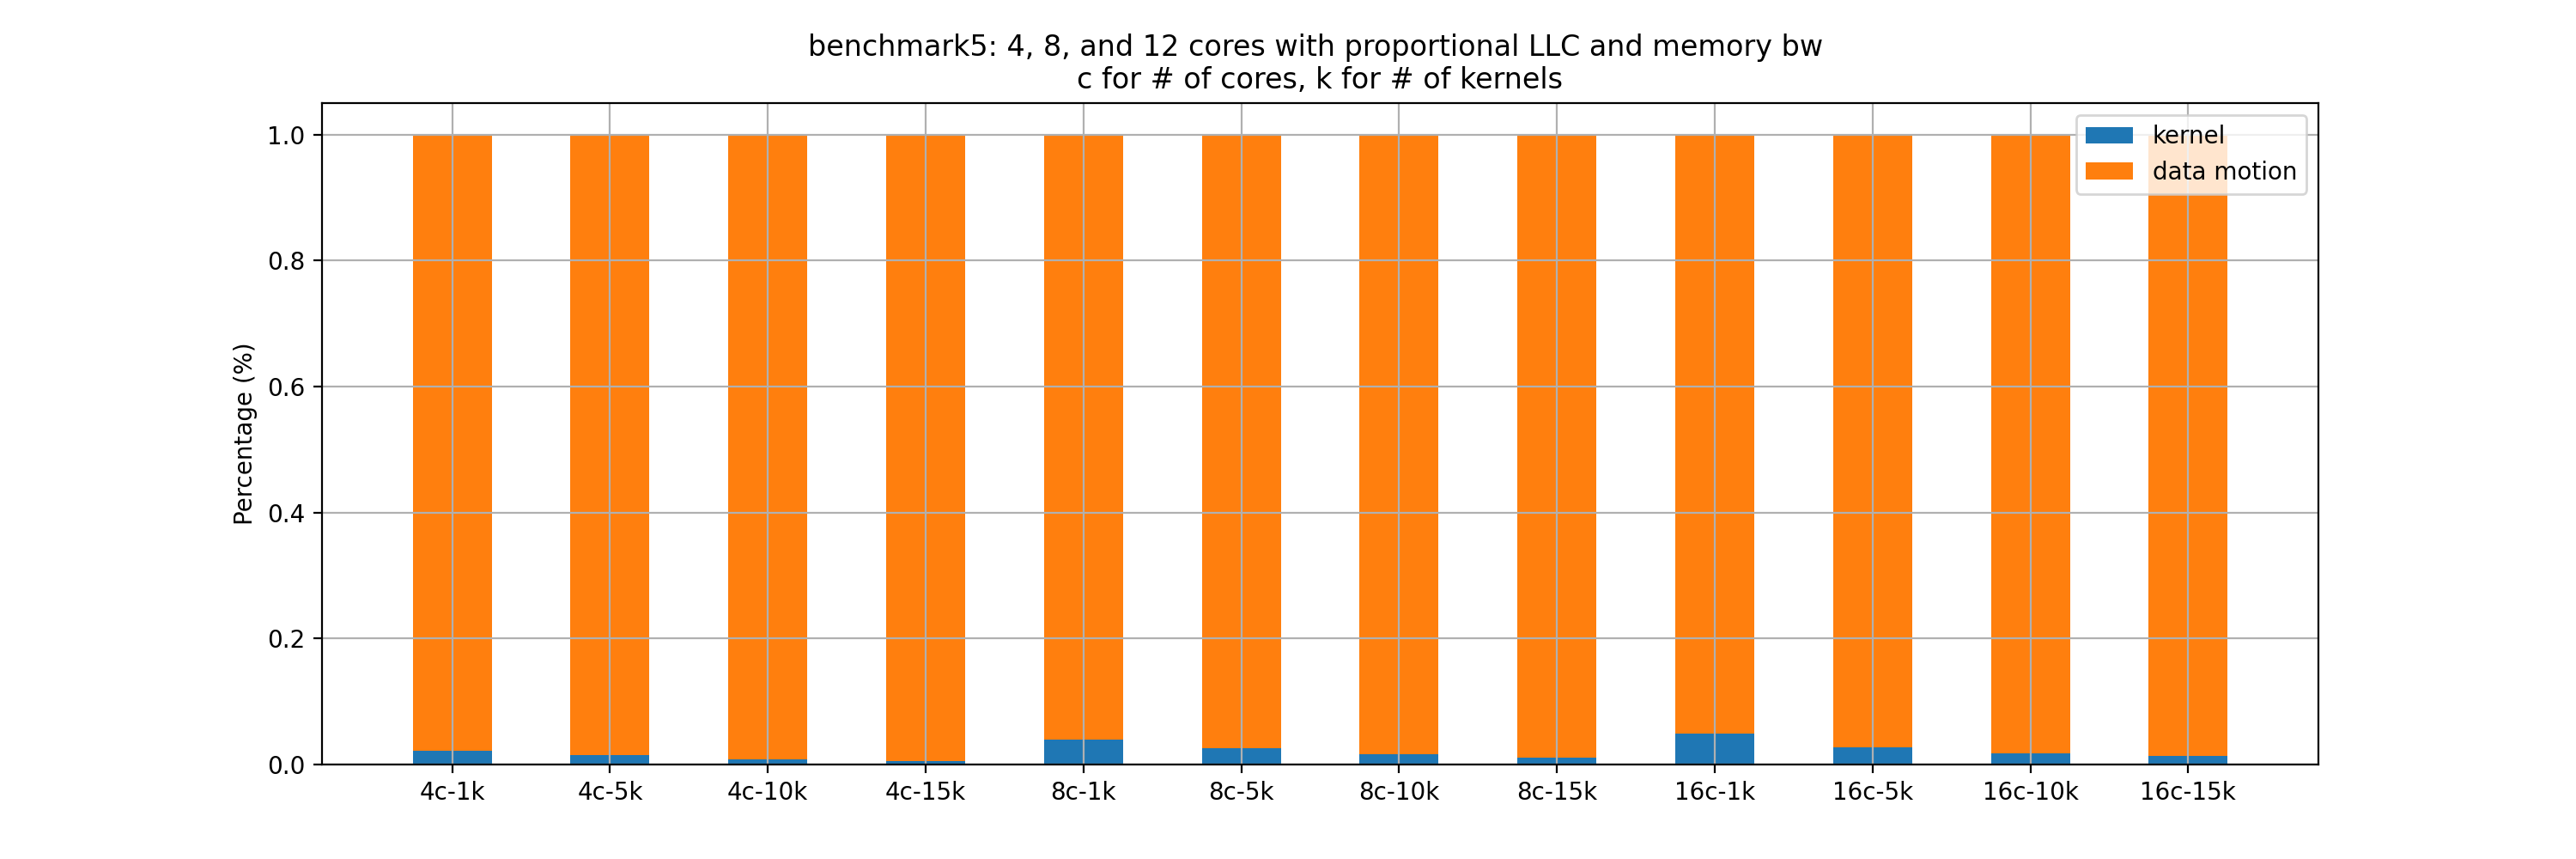 benchmark5: 4, 8, and 12 cores with proportional LLC and memory bw
c for # of cores, k for # of kernels
kernel
data motion
Percentage (%)
1.0
0.8
0.6
0.4
0.2
0.0
4c-1k 4c-5k 4c-10k 4c-15k 8c-1k 8c-5k 8c-10k 8c-15k 16c-1k 16c-5k 16c-10k 16c-15k